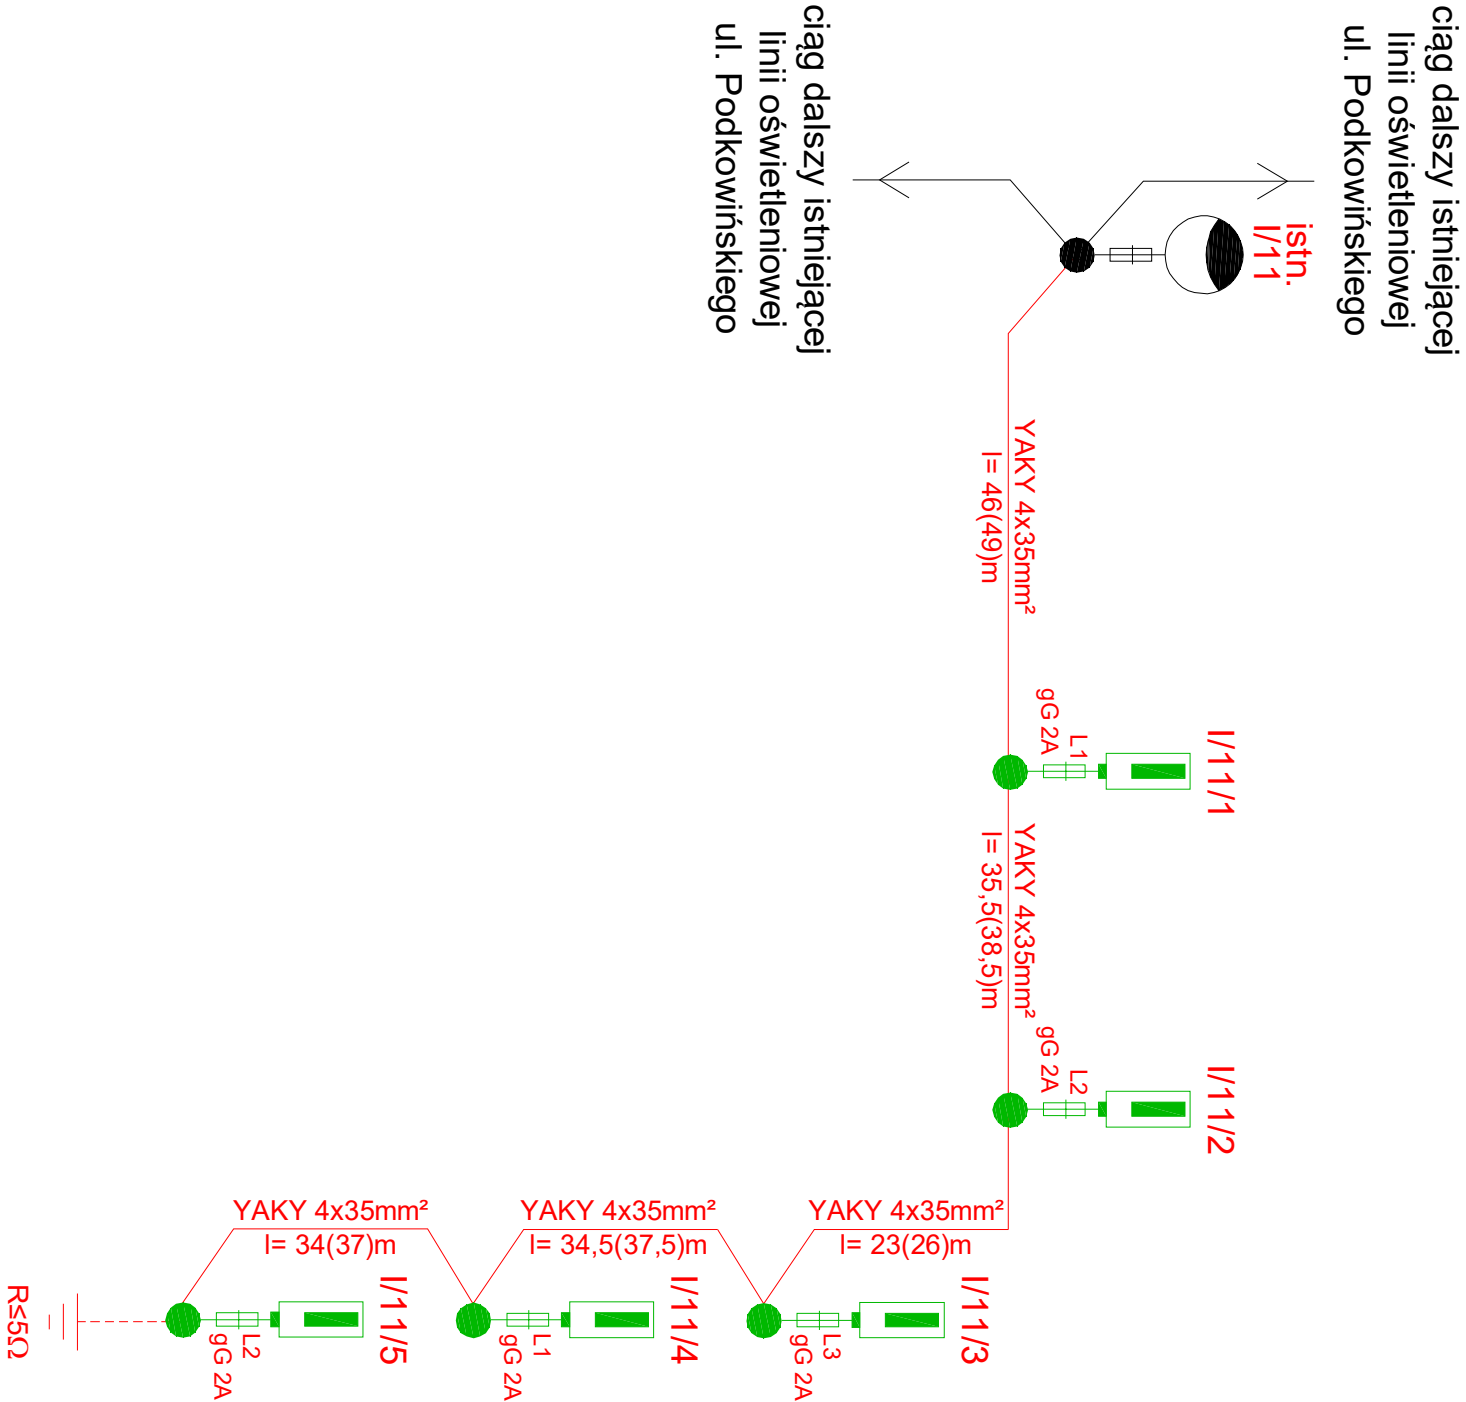 ciąg dalszy istniejącej
linii oświetleniowej
ul. Podkowińskiego
ciąg dalszy istniejącej
linii oświetleniowej
ul. Podkowińskiego
istn.
I/11
YAKY 4x35mm²
l= 46(49)m
I/11/1
L1
gG 2A
YAKY 4x35mm²
l= 35,5(38,5)m
I/11/2
L2
gG 2A
YAKY 4x35mm²
l= 23(26)m
I/11/3
L3
gG 2A
YAKY 4x35mm²
l= 34,5(37,5)m
I/11/4
L1
gG 2A
YAKY 4x35mm²
l= 34(37)m
I/11/5
L2
gG 2A
R≤5Ω